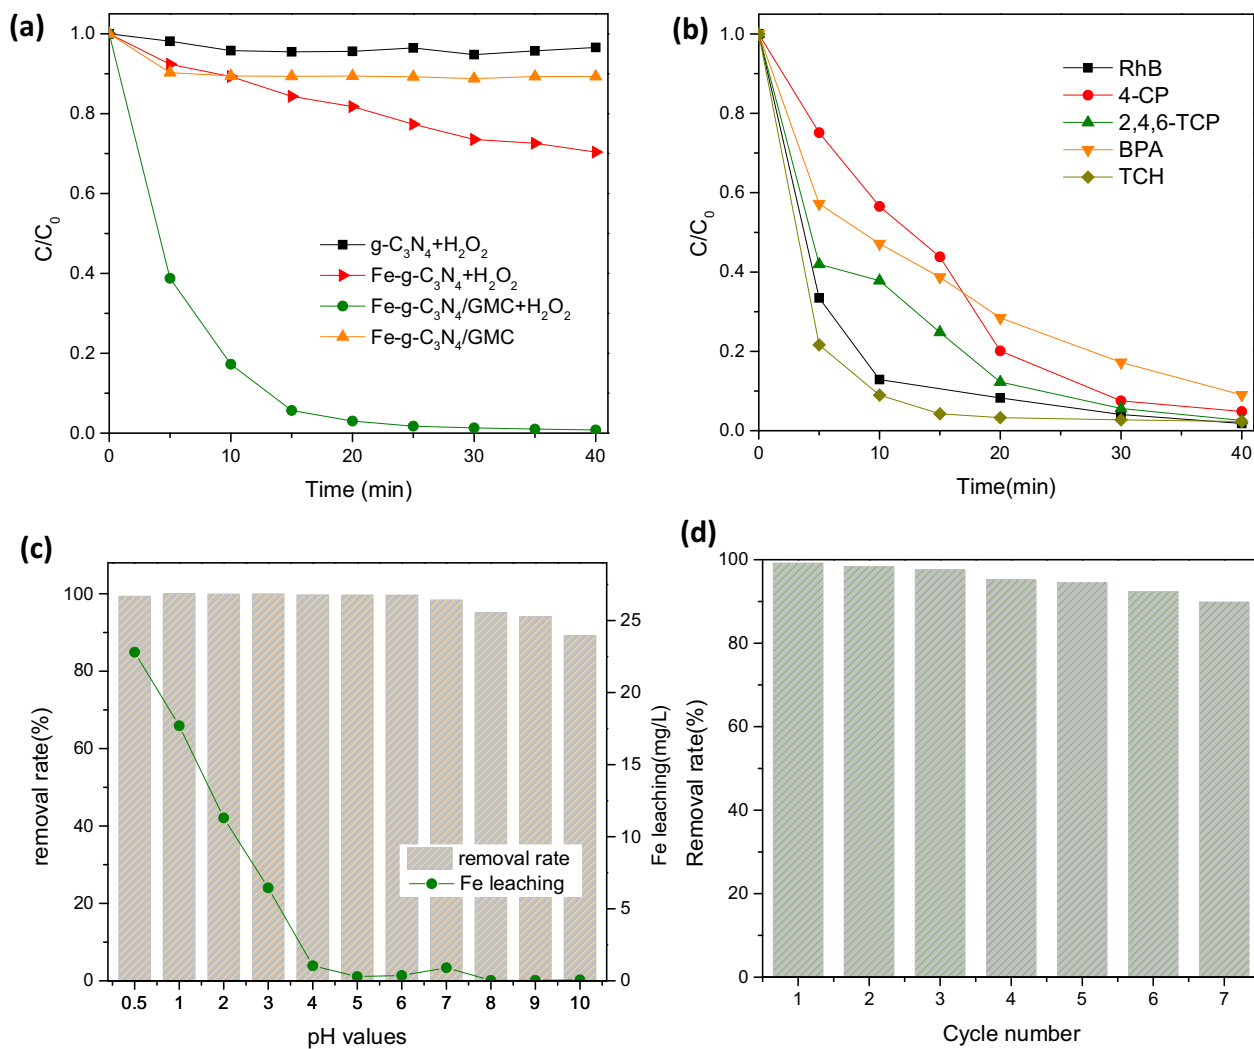 (a)
1.0
0.8
0.6
0.4
0.2
0.0
C/C₀
g-C₃N₄+H₂O₂
Fe-g-C₃N₄+H₂O₂
Fe-g-C₃N₄/GMC+H₂O₂
Fe-g-C₃N₄/GMC
0 10 20 30 40
Time (min)
(b)
1.0
0.8
0.6
0.4
0.2
0.0
C/C₀
RhB
4-CP
2,4,6-TCP
BPA
TCH
0 10 20 30 40
Time(min)
(c)
100
80
60
40
20
0
removal rate(%)
25
20
15
10
5
0
Fe leaching(mg/L)
removal rate
Fe leaching
0.5 1 2 3 4 5 6 7 8 9 10
pH values
(d)
100
80
60
40
20
0
Removal rate(%)
1 2 3 4 5 6 7
Cycle number